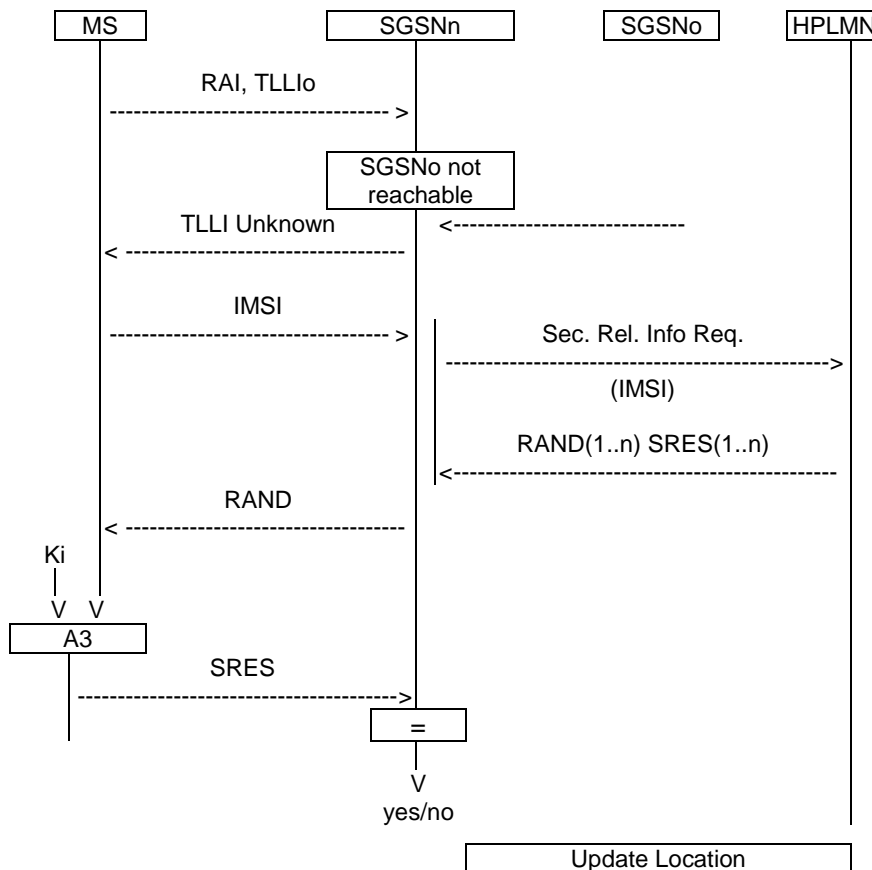 MS SGSNn SGSNo HPLMN
RAI, TLLIo
SGSNo not
reachable
TLLI Unknown
IMSI
Sec. Rel. Info Req.
(IMSI)
RAND(1..n) SRES(1..n)
RAND
Ki
V V
A3
SRES
=
V
yes/no
Update Location